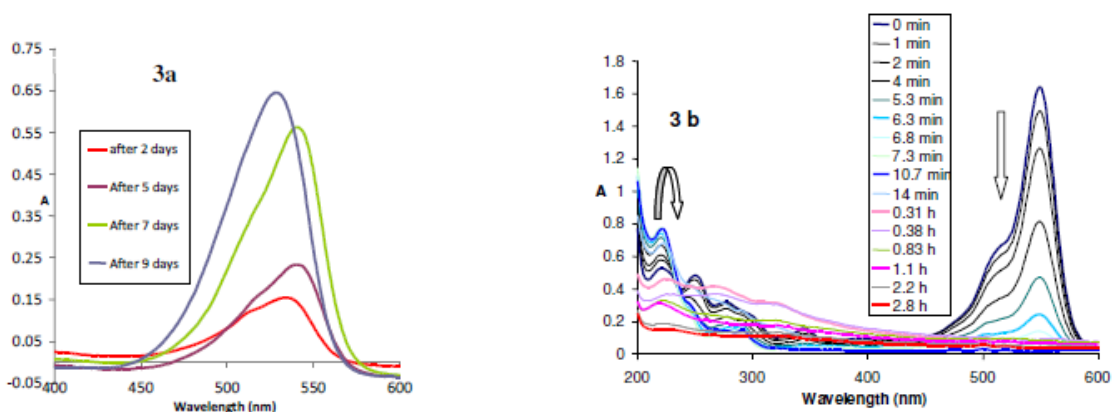 3a
0.75
0.65
0.55
0.45
0.35
0.25
0.15
0.05
-0.05
A
after 2 days
After 5 days
After 7 days
After 9 days
400
450
500
550
600
Wavelength (nm)
3 b
1.8
1.6
1.4
1.2
1
0.8
0.6
0.4
0.2
0
A
0 min
1 min
2 min
4 min
5.3 min
6.3 min
6.8 min
7.3 min
10.7 min
14 min
0.31 h
0.38 h
0.83 h
1.1 h
2.2 h
2.8 h
200
300
400
500
600
Wavelength (nm)